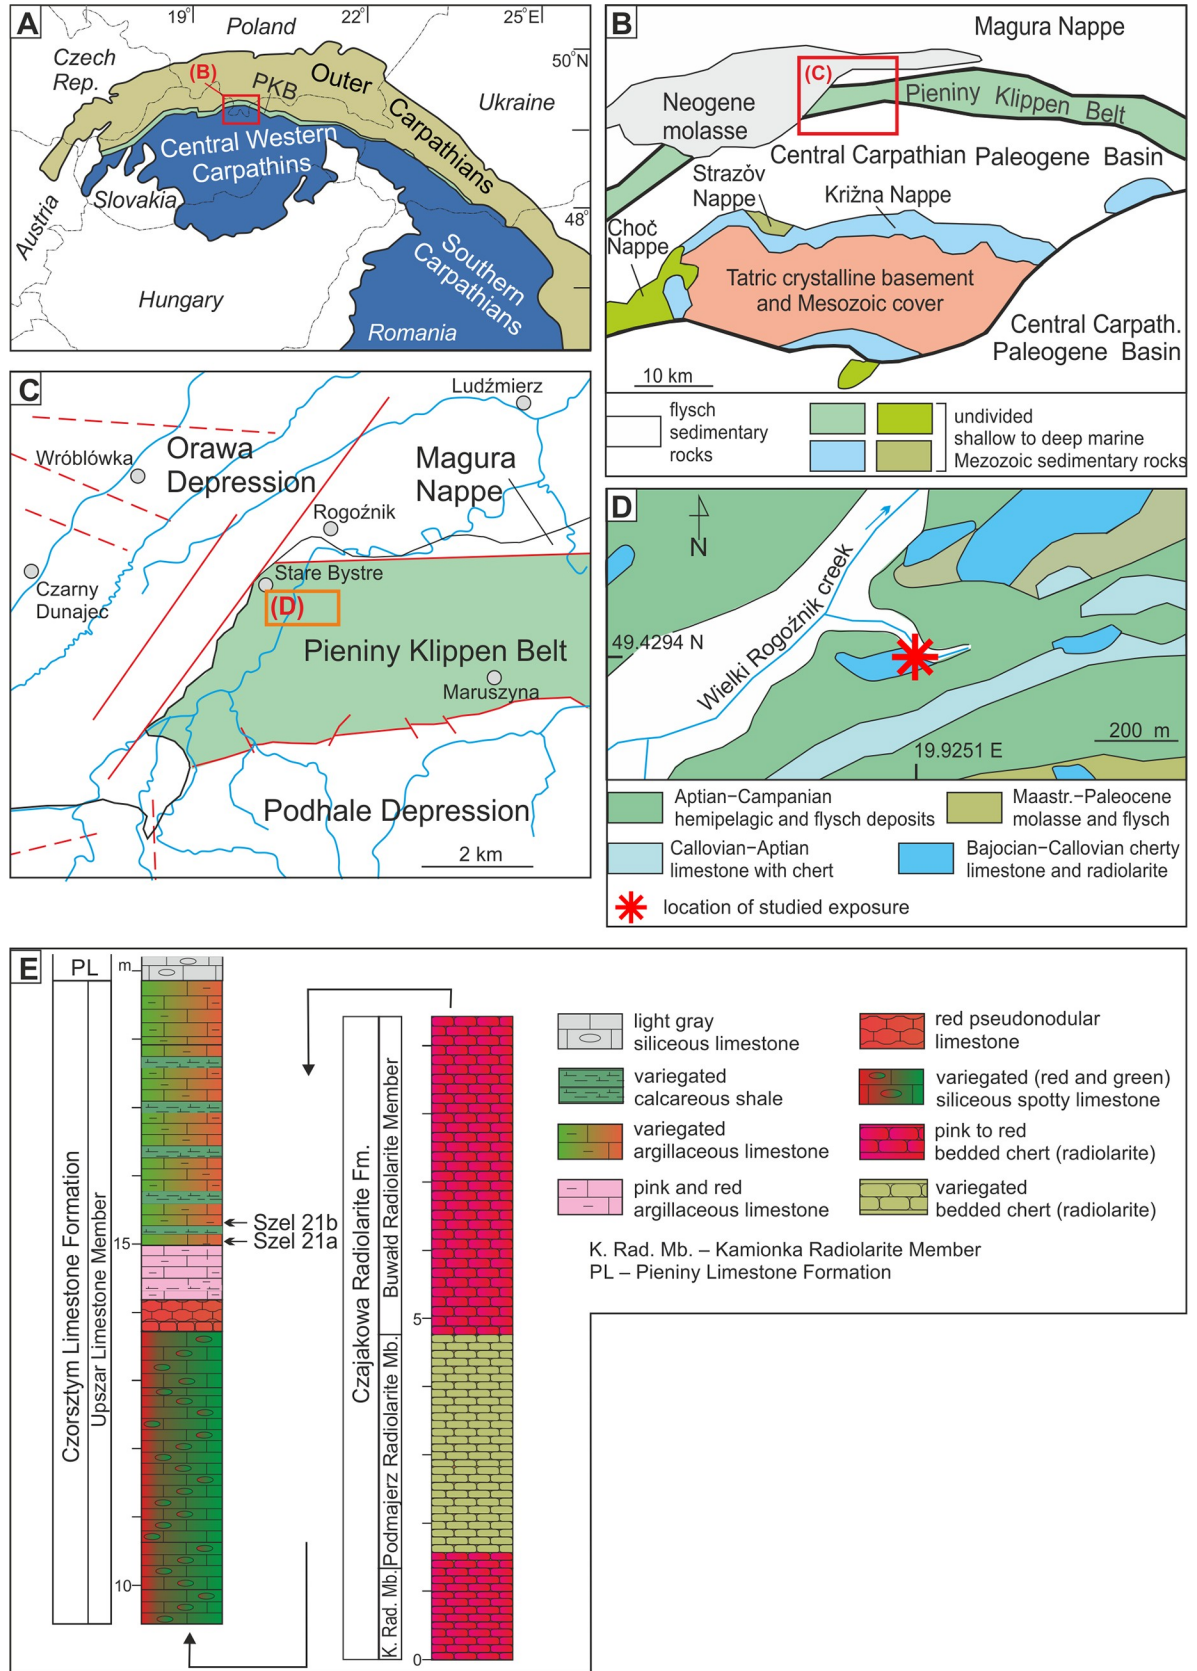 A
19°
22°
25°E
Poland
50°N
Czech
Rep.
(B)
PKB
Outer
Carpathians
Ukraine
Central Western
Carpathins
Slovakia
Austria
48°
Southern
Carpathians
Hungary
Romania
B
Magura Nappe
(C)
Neogene
molasse
Pieniny Klippen Belt
Central Carpathian Paleogene Basin
Strazóv
Nappe
Križna Nappe
Choč
Nappe
Tatric crystalline basement
and Mesozoic cover
Central Carpath.
Paleogene Basin
10 km
flysch
sedimentary
rocks
undivided
shallow to deep marine
Mezozoic sedimentary rocks
C
Ludźmierz
Orawa
Depression
Wróblówka
Magura
Nappe
Rogoźnik
Stare Bystre
Czarny
Dunajec
(D)
Pieniny Klippen Belt
Maruszyna
Podhale Depression
2 km
D
N
Wielki Rogoźnik creek
49.4294 N
200 m
19.9251 E
Aptian–Campanian
hemipelagic and flysch deposits
Maastr.–Paleocene
molasse and flysch
Callovian–Aptian
limestone with chert
Bajocian–Callovian cherty
limestone and radiolarite
location of studied exposure
E
PL
m
Czorsztym Limestone Formation
Upszar Limestone Member
Szel 21b
Szel 21a
15
10
Czajakowa Radiolarite Fm.
Buwałd Radiolarite Member
Podmajerz Radiolarite Mb.
K. Rad. Mb.
5
0
light gray
siliceous limestone
red pseudonodular
limestone
variegated
calcareous shale
variegated (red and green)
siliceous spotty limestone
variegated
argillaceous limestone
pink to red
bedded chert (radiolarite)
pink and red
argillaceous limestone
variegated
bedded chert (radiolarite)
K. Rad. Mb. – Kamionka Radiolarite Member
PL – Pieniny Limestone Formation